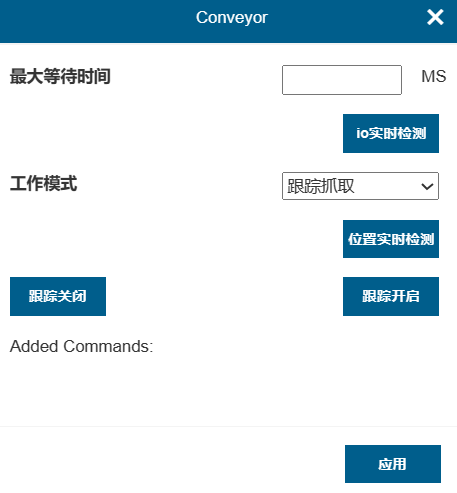 Conveyor
最大等待时间 MS
io实时检测
工作模式 跟踪抓取
位置实时检测
跟踪关闭 跟踪开启
Added Commands:
应用